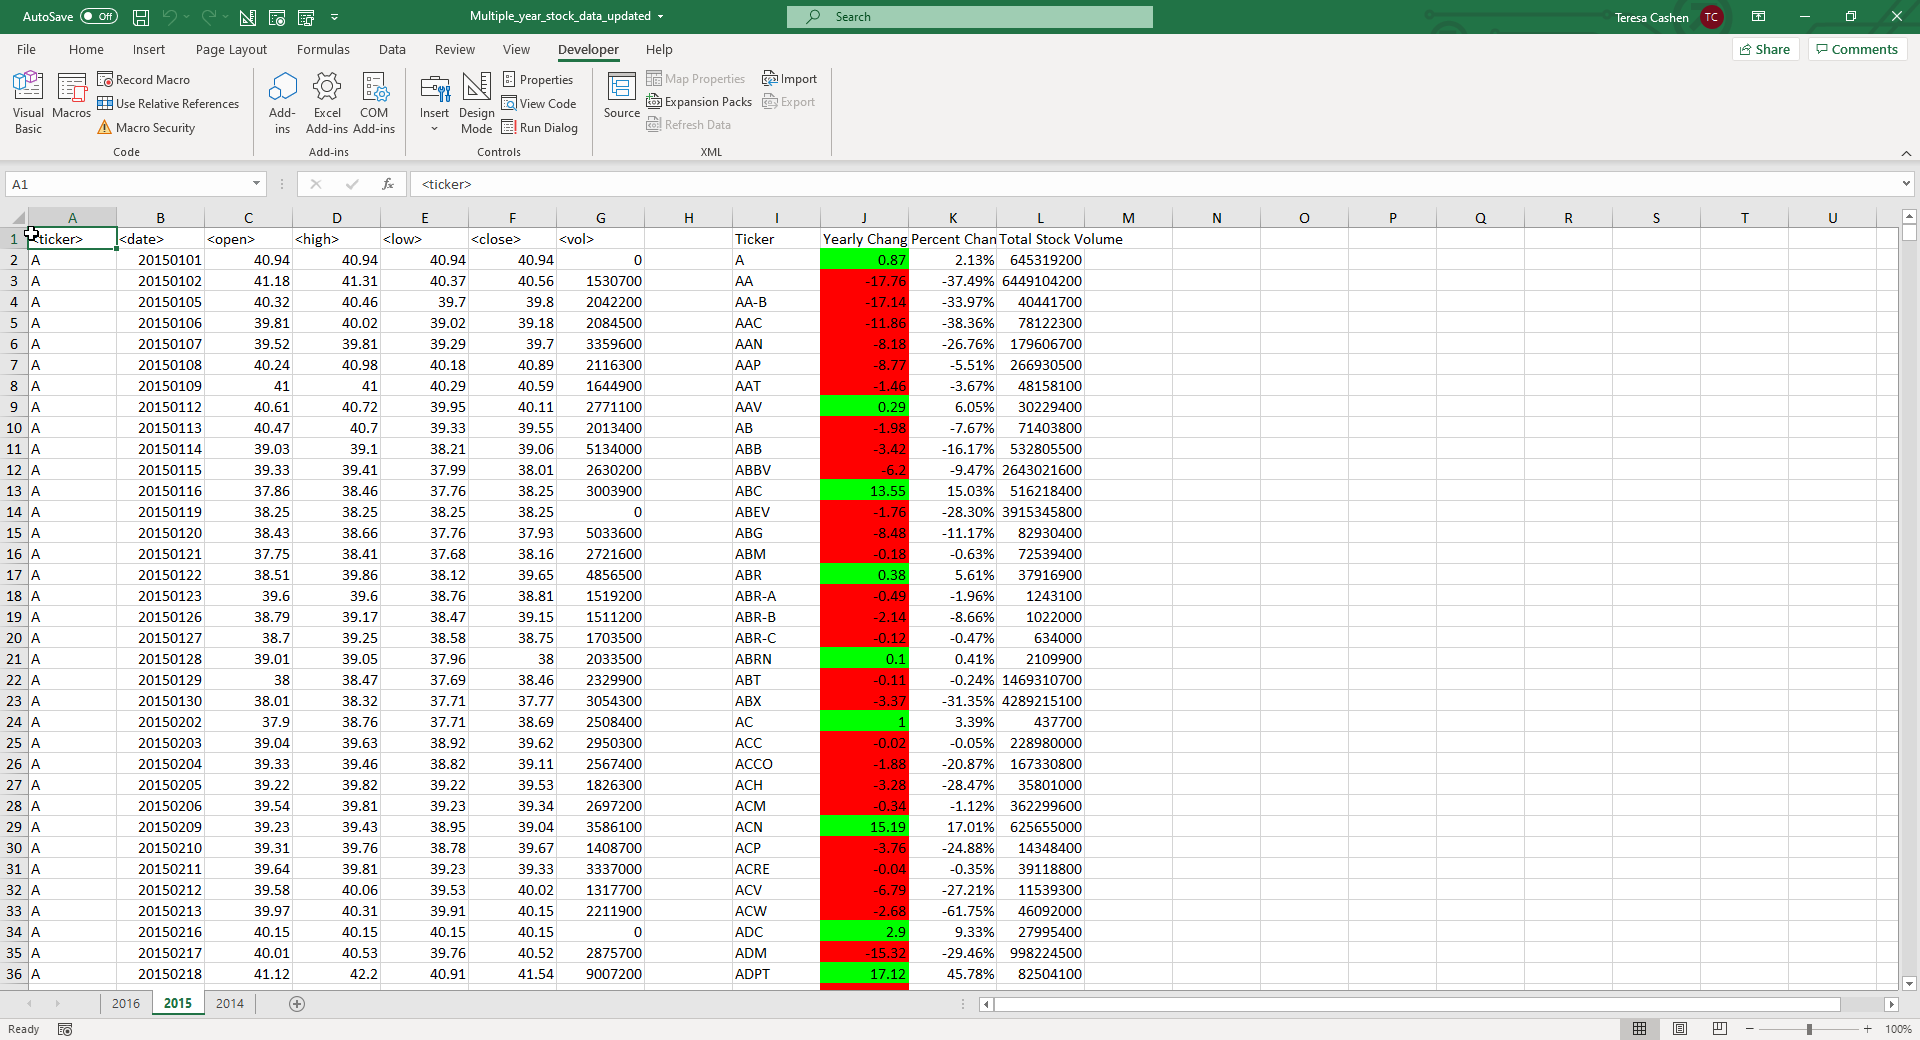 AutoSave Off Multiple_year_stock_data_updated Search Teresa Cashen TC
File Home Insert Page Layout Formulas Data Review View Developer Help Share Comments
Visual Basic Macros Record Macro Use Relative References Macro Security Code
Add-ins Excel Add-ins COM Add-ins Add-ins
Insert Design Mode Properties View Code Run Dialog Controls
Source Map Properties Expansion Packs Refresh Data Import Export XML
A1 fx <ticker>
A B C D E F G H I J K L M N O P Q R S T U
1 <ticker> <date> <open> <high> <low> <close> <vol> Ticker Yearly Chang Percent Chan Total Stock Volume
2 A 20150101 40.94 40.94 40.94 40.94 0 A 0.87 2.13% 645319200
3 A 20150102 41.18 41.31 40.37 40.56 1530700 AA -17.76 -37.49% 6449104200
4 A 20150105 40.32 40.46 39.7 39.8 2042200 AA-B -17.14 -33.97% 40441700
5 A 20150106 39.81 40.02 39.02 39.18 2084500 AAC -11.86 -38.36% 78122300
6 A 20150107 39.52 39.81 39.29 39.7 3359600 AAN -8.18 -26.76% 179606700
7 A 20150108 40.24 40.98 40.18 40.89 2116300 AAP -8.77 -5.51% 266930500
8 A 20150109 41 41 40.29 40.59 1644900 AAT -1.46 -3.67% 48158100
9 A 20150112 40.61 40.72 39.95 40.11 2771100 AAV 0.29 6.05% 30229400
10 A 20150113 40.47 40.7 39.33 39.55 2013400 AB -1.98 -7.67% 71403800
11 A 20150114 39.03 39.1 38.21 39.06 5134000 ABB -3.42 -16.17% 532805500
12 A 20150115 39.33 39.41 37.99 38.01 2630200 ABBV -6.2 -9.47% 2643021600
13 A 20150116 37.86 38.46 37.76 38.25 3003900 ABC 13.55 15.03% 516218400
14 A 20150119 38.25 38.25 38.25 38.25 0 ABEV -1.76 -28.30% 3915345800
15 A 20150120 38.43 38.66 37.76 37.93 5033600 ABG -8.48 -11.17% 82930400
16 A 20150121 37.75 38.41 37.68 38.16 2721600 ABM -0.18 -0.63% 72539400
17 A 20150122 38.51 39.86 38.12 39.65 4856500 ABR 0.38 5.61% 37916900
18 A 20150123 39.6 39.6 38.76 38.81 1519200 ABR-A -0.49 -1.96% 1243100
19 A 20150126 38.79 39.17 38.47 39.15 1511200 ABR-B -2.14 -8.66% 1022000
20 A 20150127 38.7 39.25 38.58 38.75 1703500 ABR-C -0.12 -0.47% 634000
21 A 20150128 39.01 39.05 37.96 38 2033500 ABRN 0.1 0.41% 2109900
22 A 20150129 38 38.47 37.69 38.46 2329900 ABT -0.11 -0.24% 1469310700
23 A 20150130 38.01 38.32 37.71 37.77 3054300 ABX -3.37 -31.35% 4289215100
24 A 20150202 37.9 38.76 37.71 38.69 2508400 AC 1 3.39% 437700
25 A 20150203 39.04 39.63 38.92 39.62 2950300 ACC -0.02 -0.05% 228980000
26 A 20150204 39.33 39.46 38.82 39.11 2567400 ACCO -1.88 -20.87% 167330800
27 A 20150205 39.22 39.82 39.22 39.53 1826300 ACH -3.28 -28.47% 35801000
28 A 20150206 39.54 39.81 39.23 39.34 2697200 ACM -0.34 -1.12% 362299600
29 A 20150209 39.23 39.43 38.95 39.04 3586100 ACN 15.19 17.01% 625655000
30 A 20150210 39.31 39.76 38.78 39.67 1408700 ACP -3.76 -24.88% 14348400
31 A 20150211 39.64 39.81 39.23 39.33 3337000 ACRE -0.04 -0.35% 39118800
32 A 20150212 39.58 40.06 39.53 40.02 1317700 ACV -6.79 -27.21% 11539300
33 A 20150213 39.97 40.31 39.91 40.15 2211900 ACW -2.68 -61.75% 46092000
34 A 20150216 40.15 40.15 40.15 40.15 0 ADC 2.9 9.33% 27995400
35 A 20150217 40.01 40.53 39.76 40.52 2875700 ADM -15.32 -29.46% 998224500
36 A 20150218 41.12 42.2 40.91 41.54 9007200 ADPT 17.12 45.78% 82504100
2016 2015 2014
Ready 100%